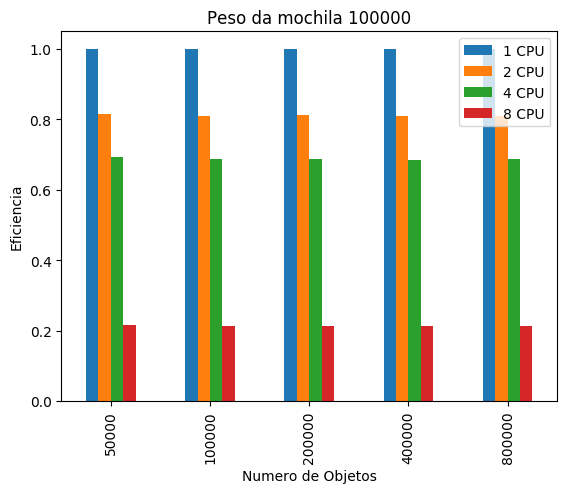 Peso da mochila 100000
1 CPU
2 CPU
4 CPU
8 CPU
Eficiencia
1.0
0.8
0.6
0.4
0.2
0.0
50000
100000
200000
400000
800000
Numero de Objetos